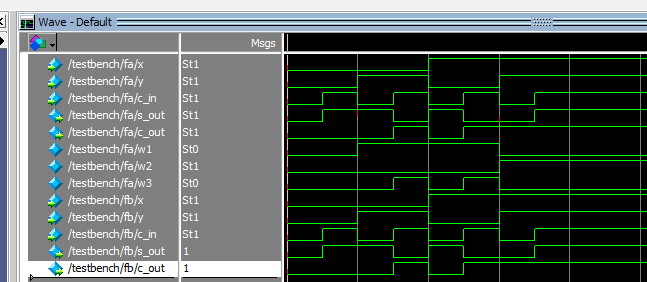 Wave - Default
Msgs
/testbench/fa/x St1
/testbench/fa/y St1
/testbench/fa/c_in St1
/testbench/fa/s_out St1
/testbench/fa/c_out St1
/testbench/fa/w1 St0
/testbench/fa/w2 St1
/testbench/fa/w3 St0
/testbench/fb/x St1
/testbench/fb/y St1
/testbench/fb/c_in St1
/testbench/fb/s_out 1
/testbench/fb/c_out 1